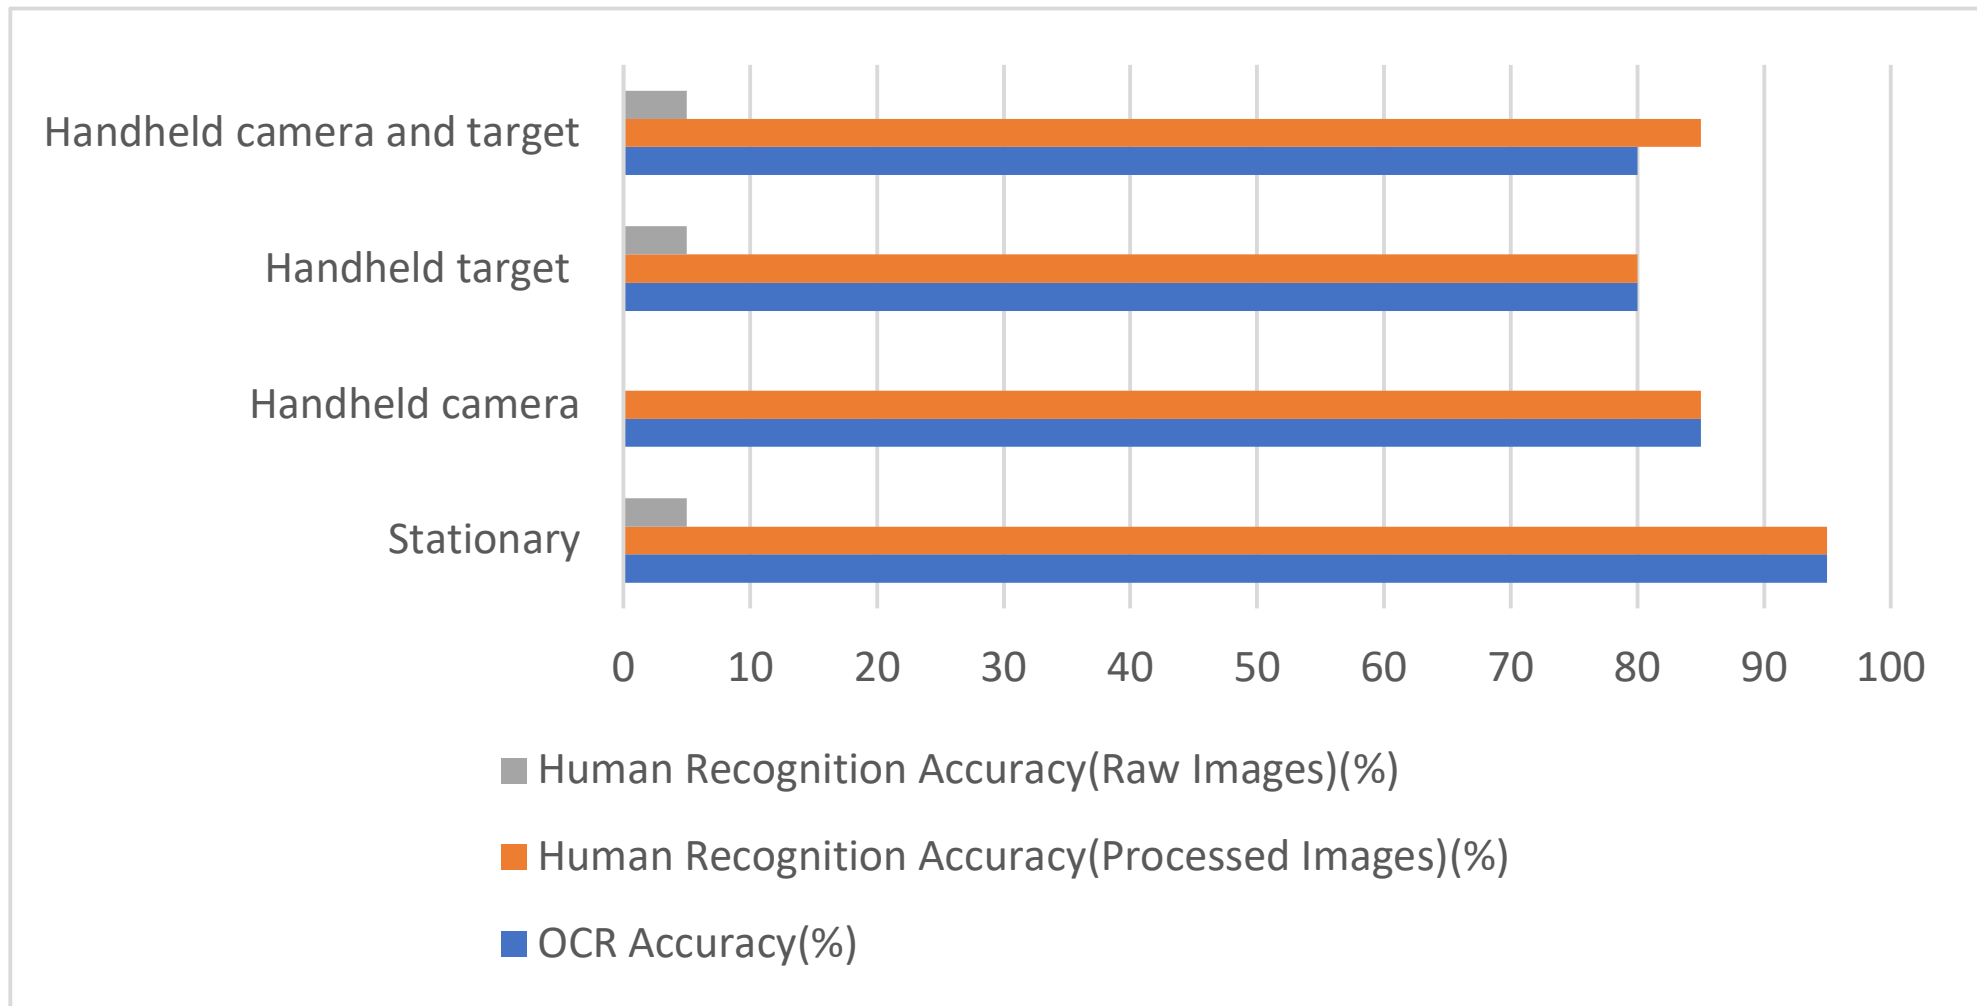 Handheld camera and target
Handheld target
Handheld camera
Stationary
0 10 20 30 40 50 60 70 80 90 100
Human Recognition Accuracy(Raw Images)(%)
Human Recognition Accuracy(Processed Images)(%)
OCR Accuracy(%)